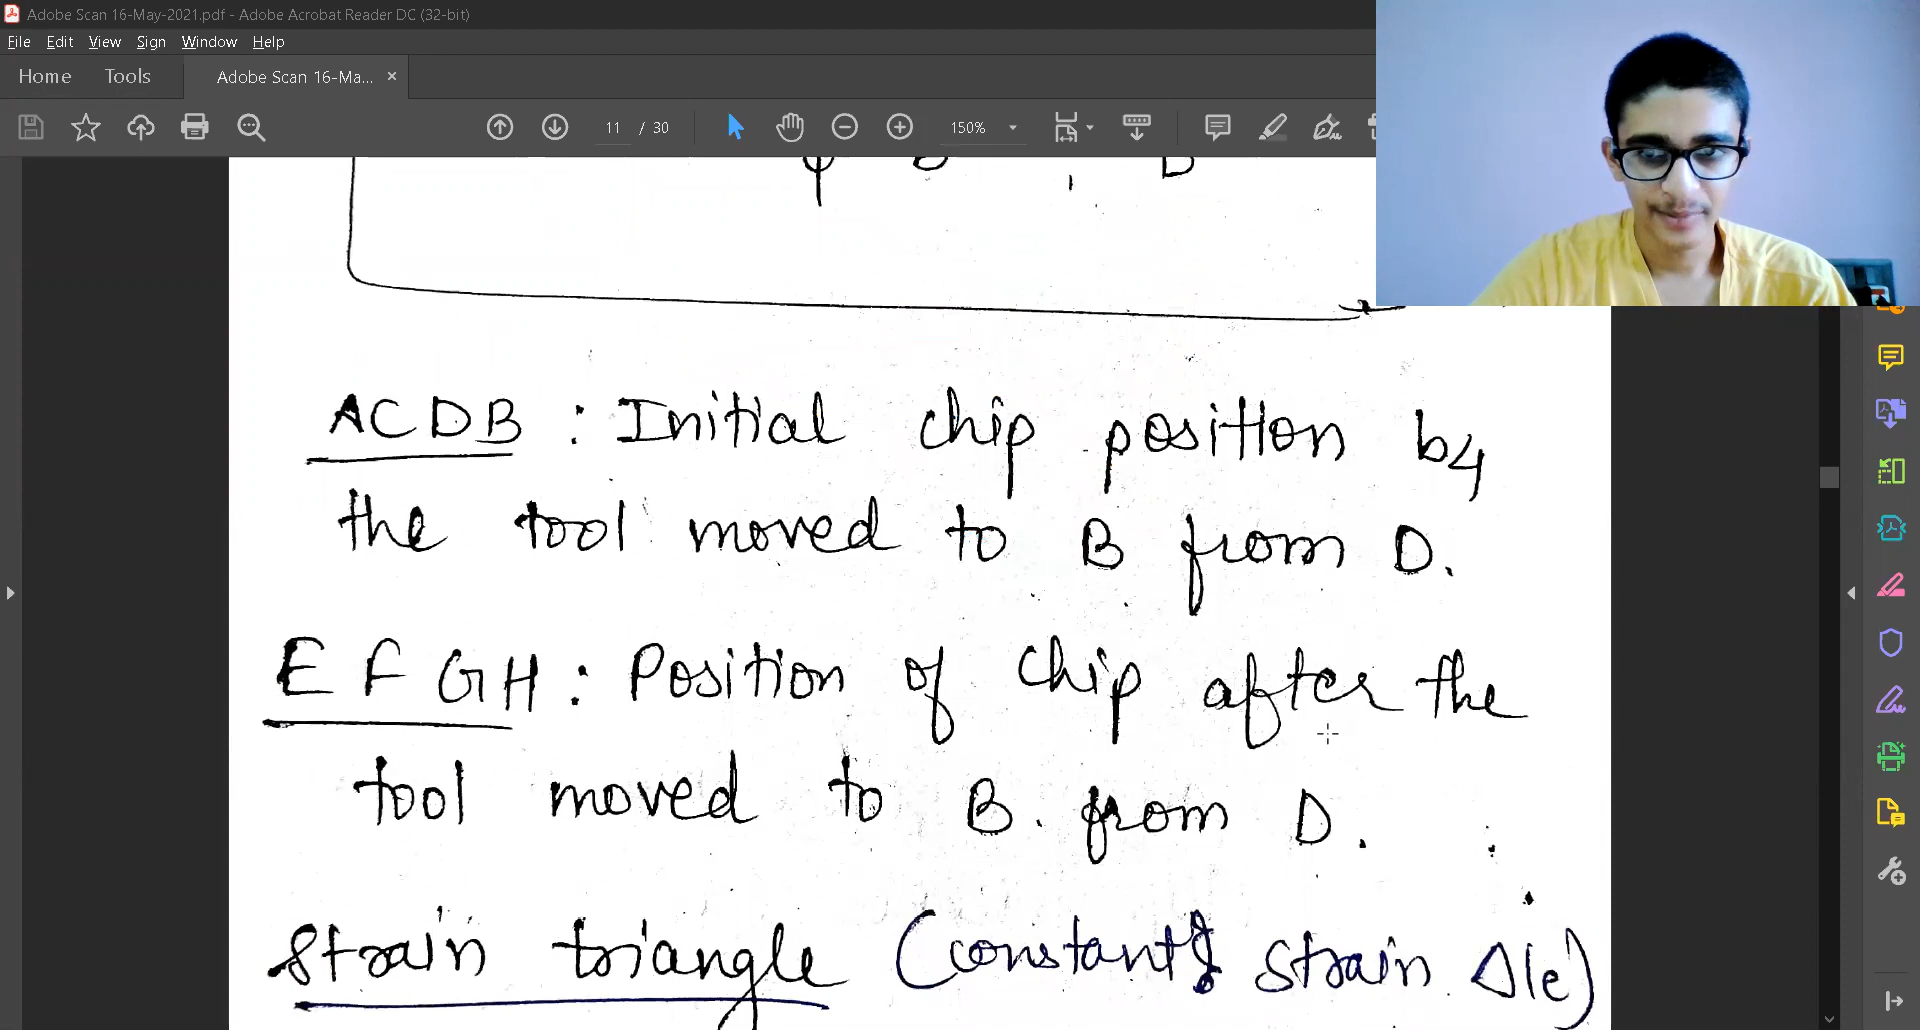 Adobe Scan 16-May-2021.pdf - Adobe Acrobat Reader DC (32-bit)
File Edit View Sign Window Help
Home Tools Adobe Scan 16-Ma... ×
11 / 30 150%
φ B
ACDB : Initial chip position b4
the tool moved to B from D.
EFGH : Position of chip after the
tool moved to B. from D.
Strain triangle (constant strain Δle)